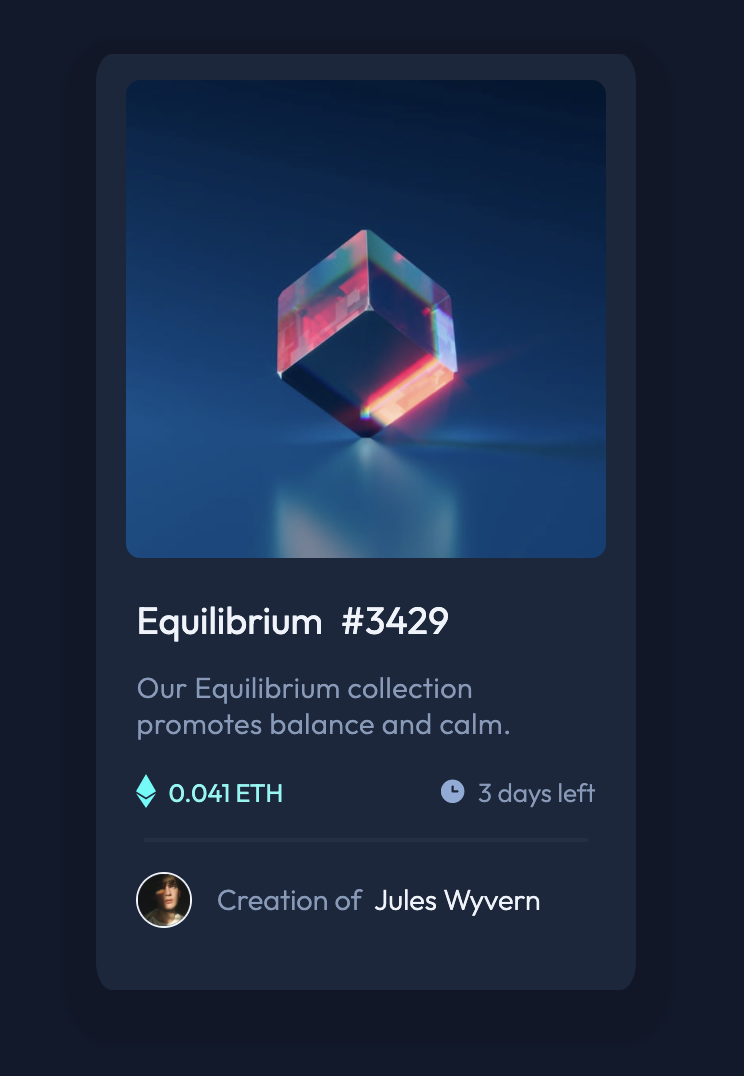 Equilibrium #3429
Our Equilibrium collection
promotes balance and calm.
0.041 ETH
3 days left
Creation of Jules Wyvern